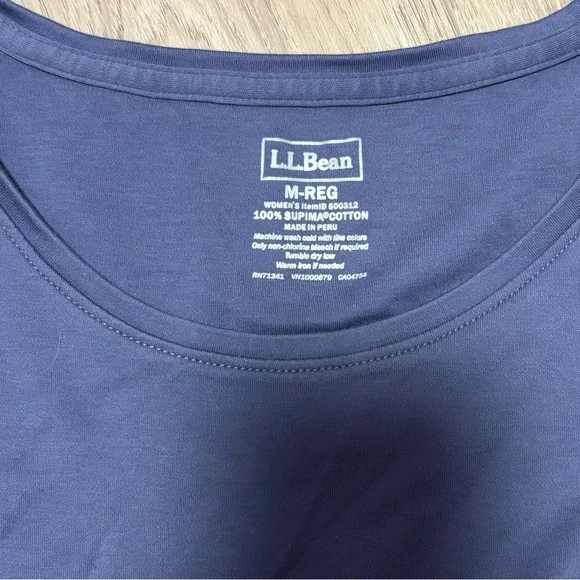 L.L.Bean
M-REG
WOMEN'S ItemID 500312
100% SUPIMA®COTTON
MADE IN PERU
Machine wash cold with like colors
Only non-chlorine bleach if required
Tumble dry low
Warm iron if needed
RN71341 VN1000879 CA04754